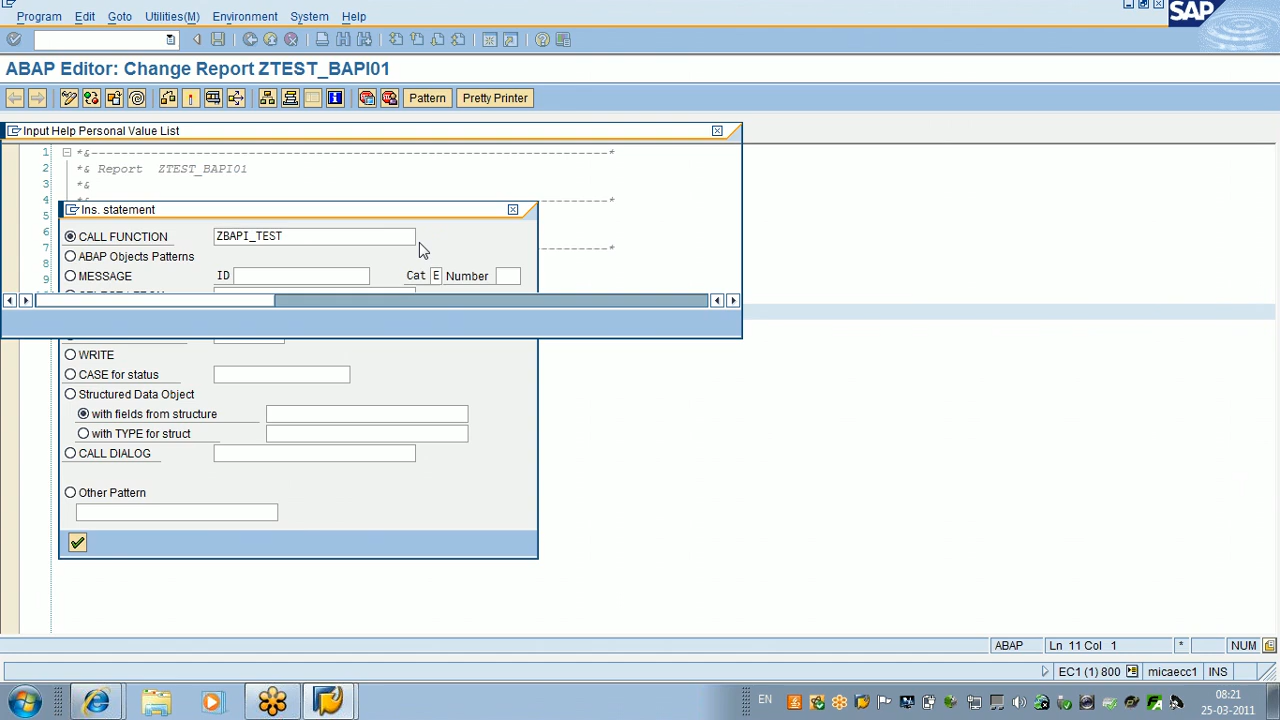 Program Edit Goto Utilities(M) Environment System Help
SAP
ABAP Editor: Change Report ZTEST_BAPI01
Pattern Pretty Printer
Input Help Personal Value List
1 *&---------------------------------------------------------------------*
2 *& Report ZTEST_BAPI01
3 *&
4 *&---------------------------------------------------------------------*
5
6
7
8
9
Ins. statement
CALL FUNCTION ZBAPI_TEST
ABAP Objects Patterns
MESSAGE ID Cat E Number
WRITE
CASE for status
Structured Data Object
with fields from structure
with TYPE for struct
CALL DIALOG
Other Pattern
ABAP Ln 11 Col 1 * NUM
EC1 (1) 800 micaecc1 INS
EN 08:21
25-03-2011